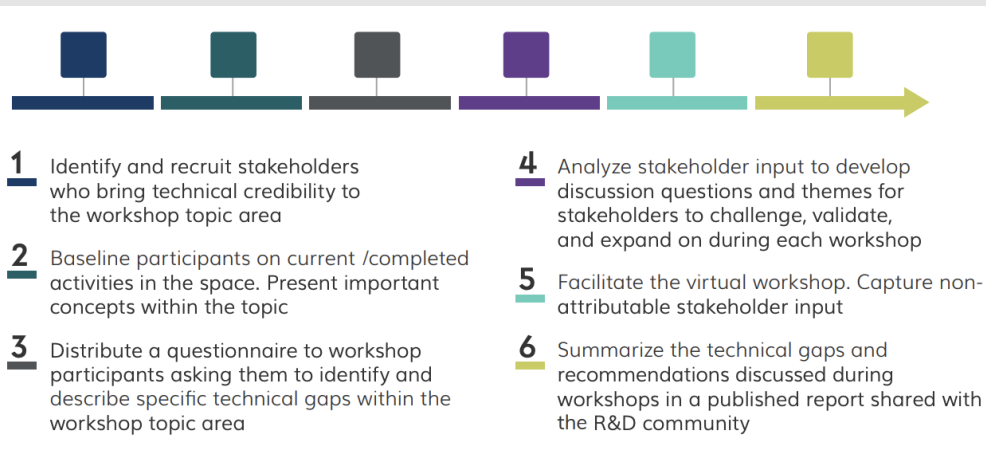 1
Identify and recruit stakeholders
who bring technical credibility to
the workshop topic area
2
Baseline participants on current /completed
activities in the space. Present important
concepts within the topic
3
Distribute a questionnaire to workshop
participants asking them to identify and
describe specific technical gaps within the
workshop topic area
4
Analyze stakeholder input to develop
discussion questions and themes for
stakeholders to challenge, validate,
and expand on during each workshop
5
Facilitate the virtual workshop. Capture non-
attributable stakeholder input
6
Summarize the technical gaps and
recommendations discussed during
workshops in a published report shared with
the R&D community